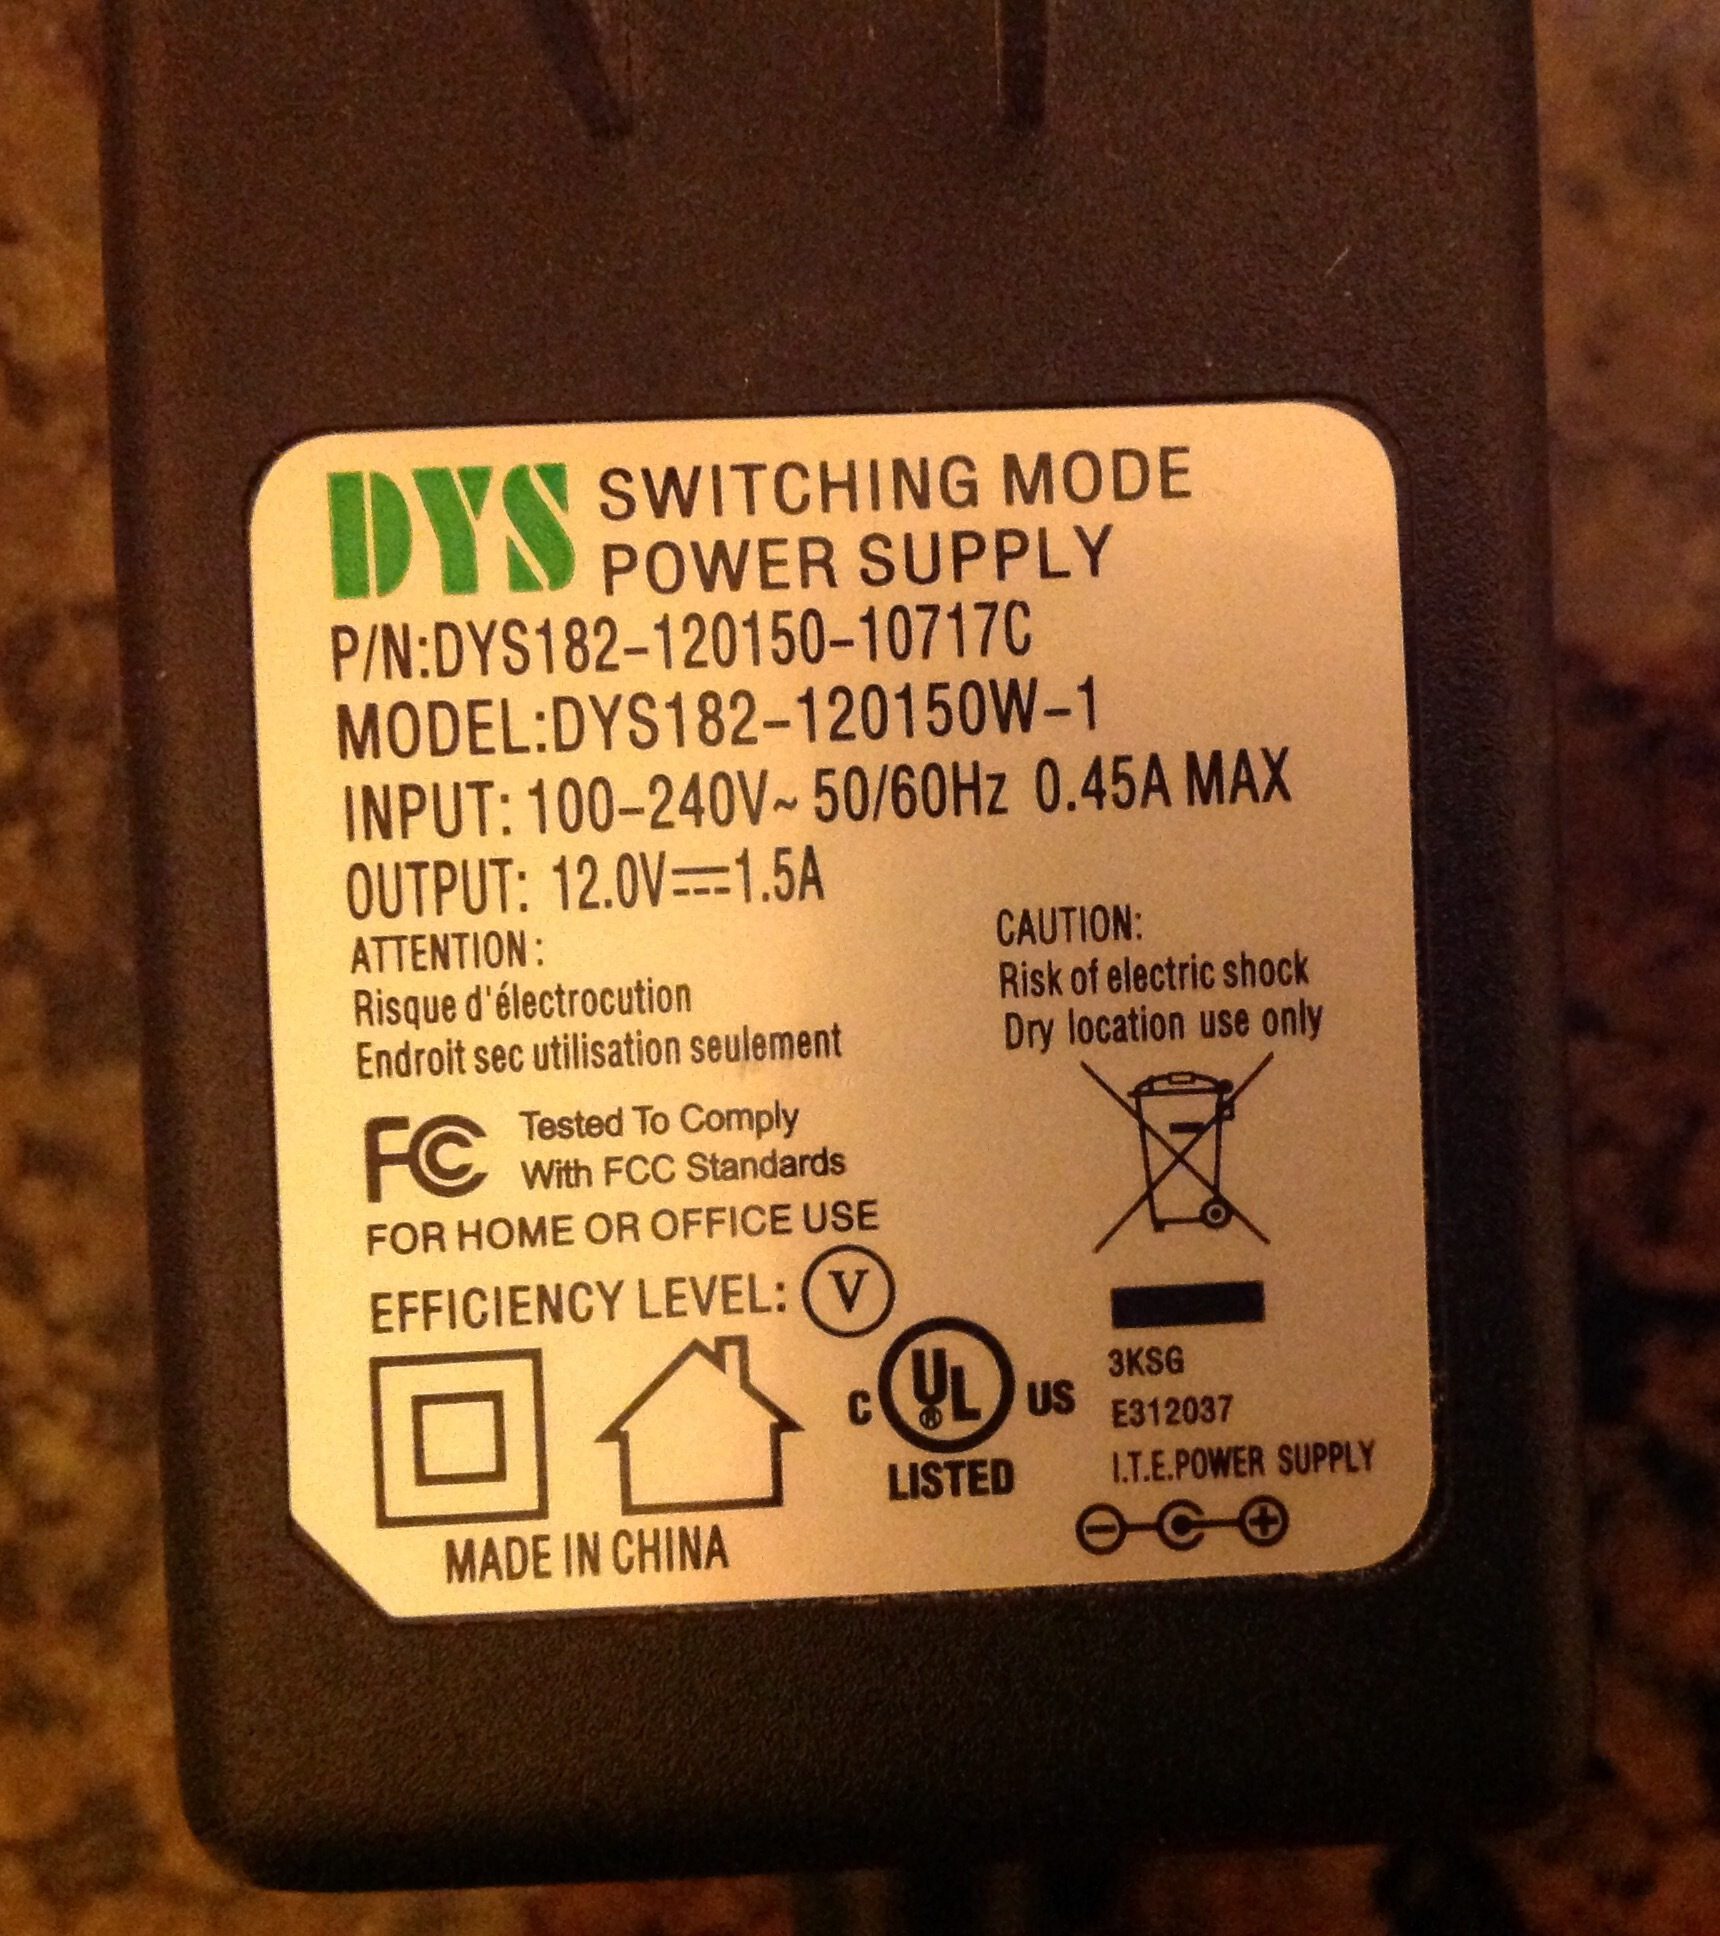 DYS SWITCHING MODE
POWER SUPPLY
P/N:DYS182-120150-10717C
MODEL:DYS182-120150W-1
INPUT: 100-240V~ 50/60Hz 0.45A MAX
OUTPUT: 12.0V⎓1.5A
ATTENTION:
Risque d'électrocution
Endroit sec utilisation seulement
CAUTION:
Risk of electric shock
Dry location use only
FC Tested To Comply
With FCC Standards
FOR HOME OR OFFICE USE
EFFICIENCY LEVEL: V
C UL® US
LISTED
3KSG
E312037
I.T.E.POWER SUPPLY
MADE IN CHINA